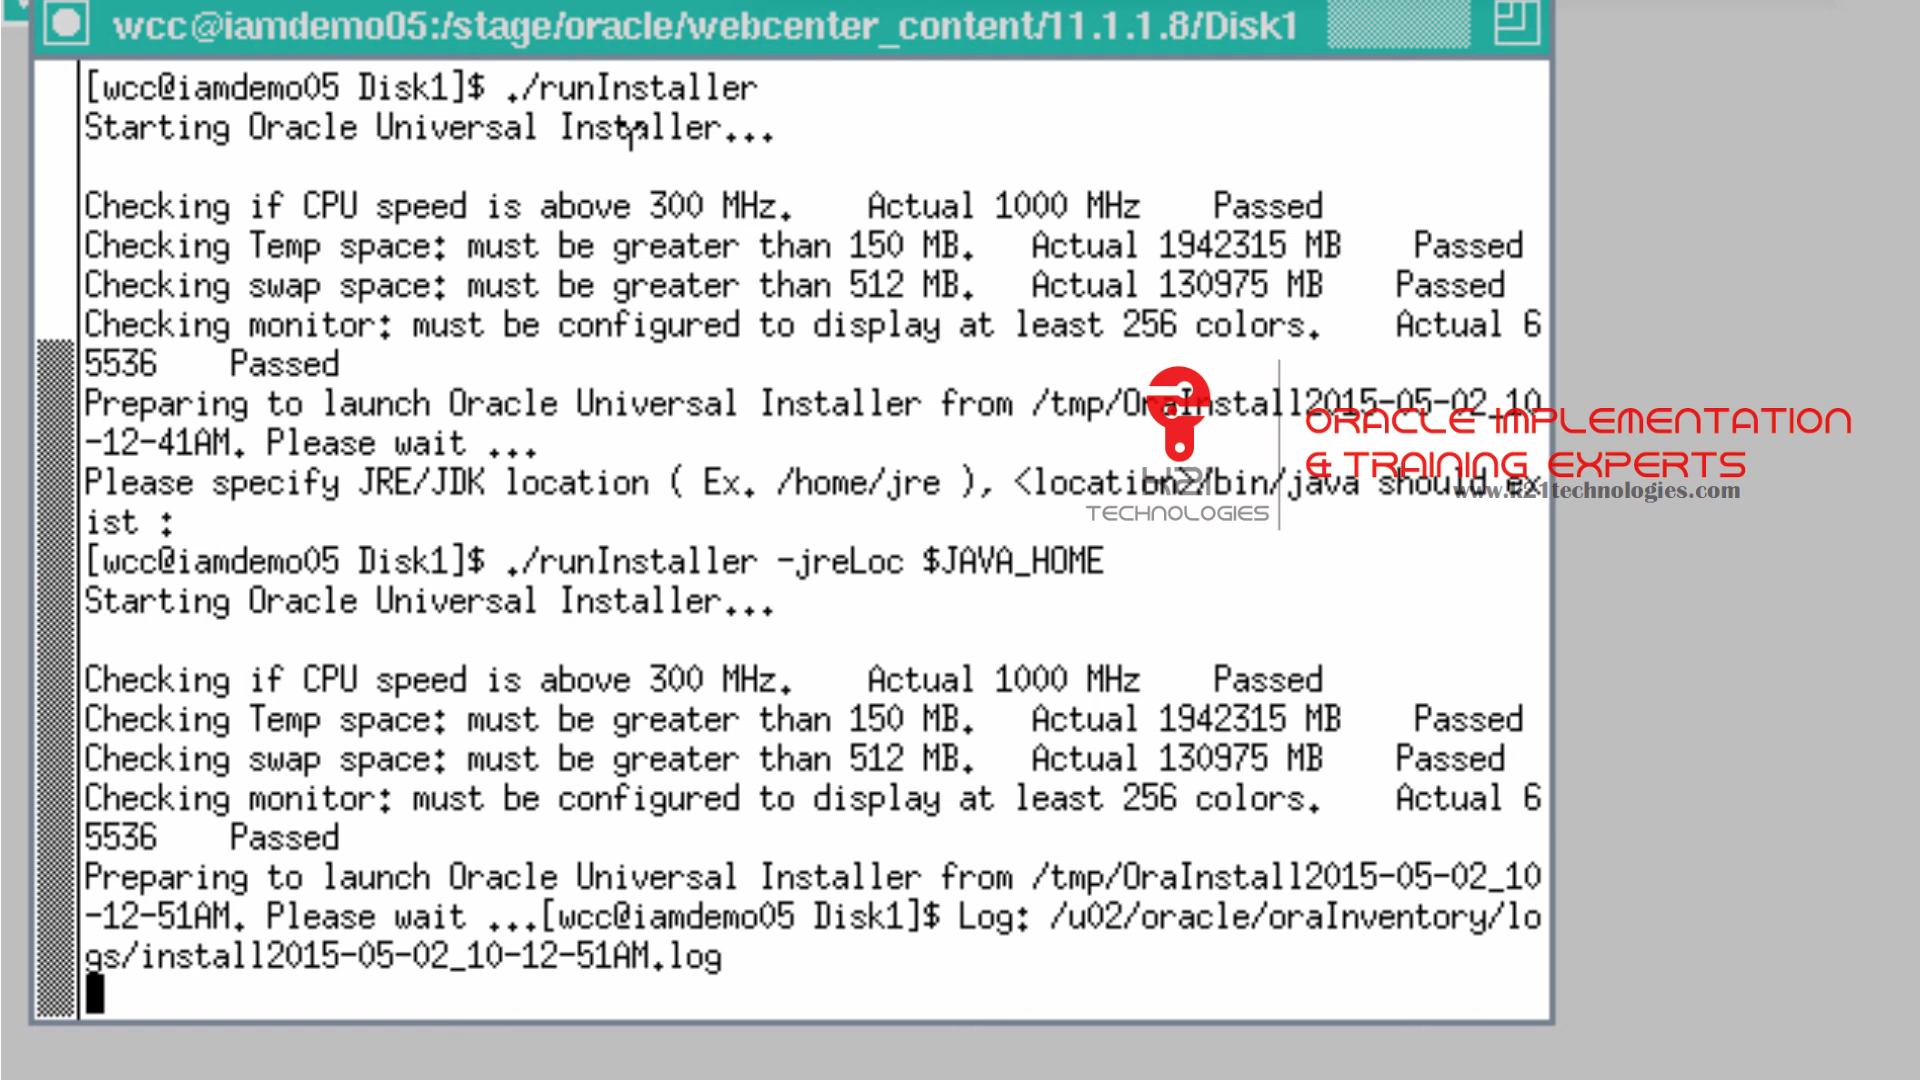 wcc@iamdemo05:/stage/oracle/webcenter_content/11.1.1.8/Disk1
[wcc@iamdemo05 Disk1]$ ./runInstaller
Starting Oracle Universal Installer...
Checking if CPU speed is above 300 MHz.    Actual 1000 MHz    Passed
Checking Temp space: must be greater than 150 MB.   Actual 1942315 MB    Passed
Checking swap space: must be greater than 512 MB.   Actual 130975 MB    Passed
Checking monitor: must be configured to display at least 256 colors.    Actual 6
5536    Passed
Preparing to launch Oracle Universal Installer from /tmp/OraInstall2015-05-02_10
-12-41AM. Please wait ...
Please specify JRE/JDK location ( Ex. /home/jre ), <location>/bin/java should ex
ist :
[wcc@iamdemo05 Disk1]$ ./runInstaller -jreLoc $JAVA_HOME
Starting Oracle Universal Installer...
Checking if CPU speed is above 300 MHz.    Actual 1000 MHz    Passed
Checking Temp space: must be greater than 150 MB.   Actual 1942315 MB    Passed
Checking swap space: must be greater than 512 MB.   Actual 130975 MB    Passed
Checking monitor: must be configured to display at least 256 colors.    Actual 6
5536    Passed
Preparing to launch Oracle Universal Installer from /tmp/OraInstall2015-05-02_10
-12-51AM. Please wait ...[wcc@iamdemo05 Disk1]$ Log: /u02/oracle/oraInventory/lo
gs/install2015-05-02_10-12-51AM.log
K21
TECHNOLOGIES
ORACLE IMPLEMENTATION
& TRAINING EXPERTS
www.k21technologies.com